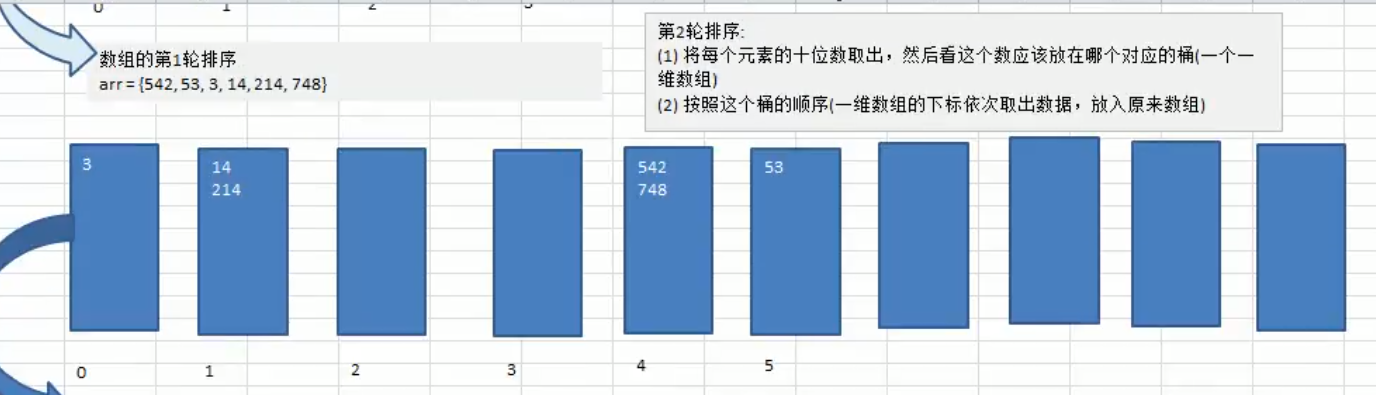 0 1 2 3
数组的第1轮排序
arr = {542, 53, 3, 14, 214, 748}
第2轮排序:
(1) 将每个元素的十位数取出，然后看这个数应该放在哪个对应的桶(一个一
维数组)
(2) 按照这个桶的顺序(一维数组的下标依次取出数据，放入原来数组)
3
14
214
542
748
53
0 1 2 3 4 5